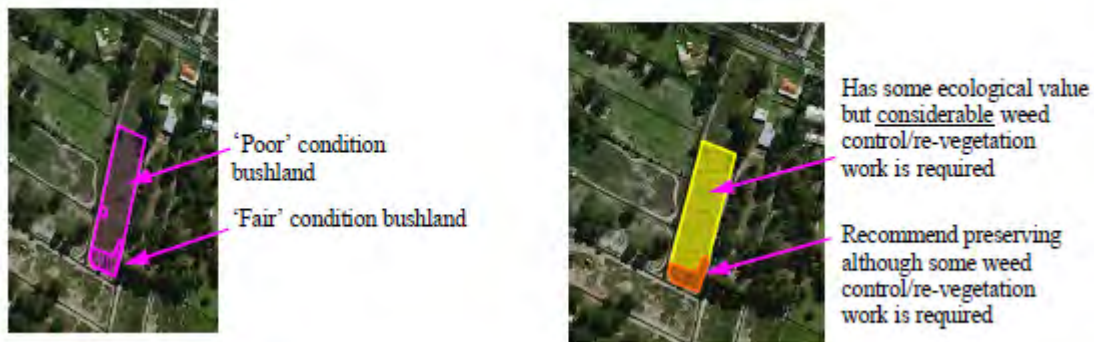 ‘Poor’ condition
bushland
‘Fair’ condition bushland
Has some ecological value
but considerable weed
control/re-vegetation
work is required
Recommend preserving
although some weed
control/re-vegetation
work is required